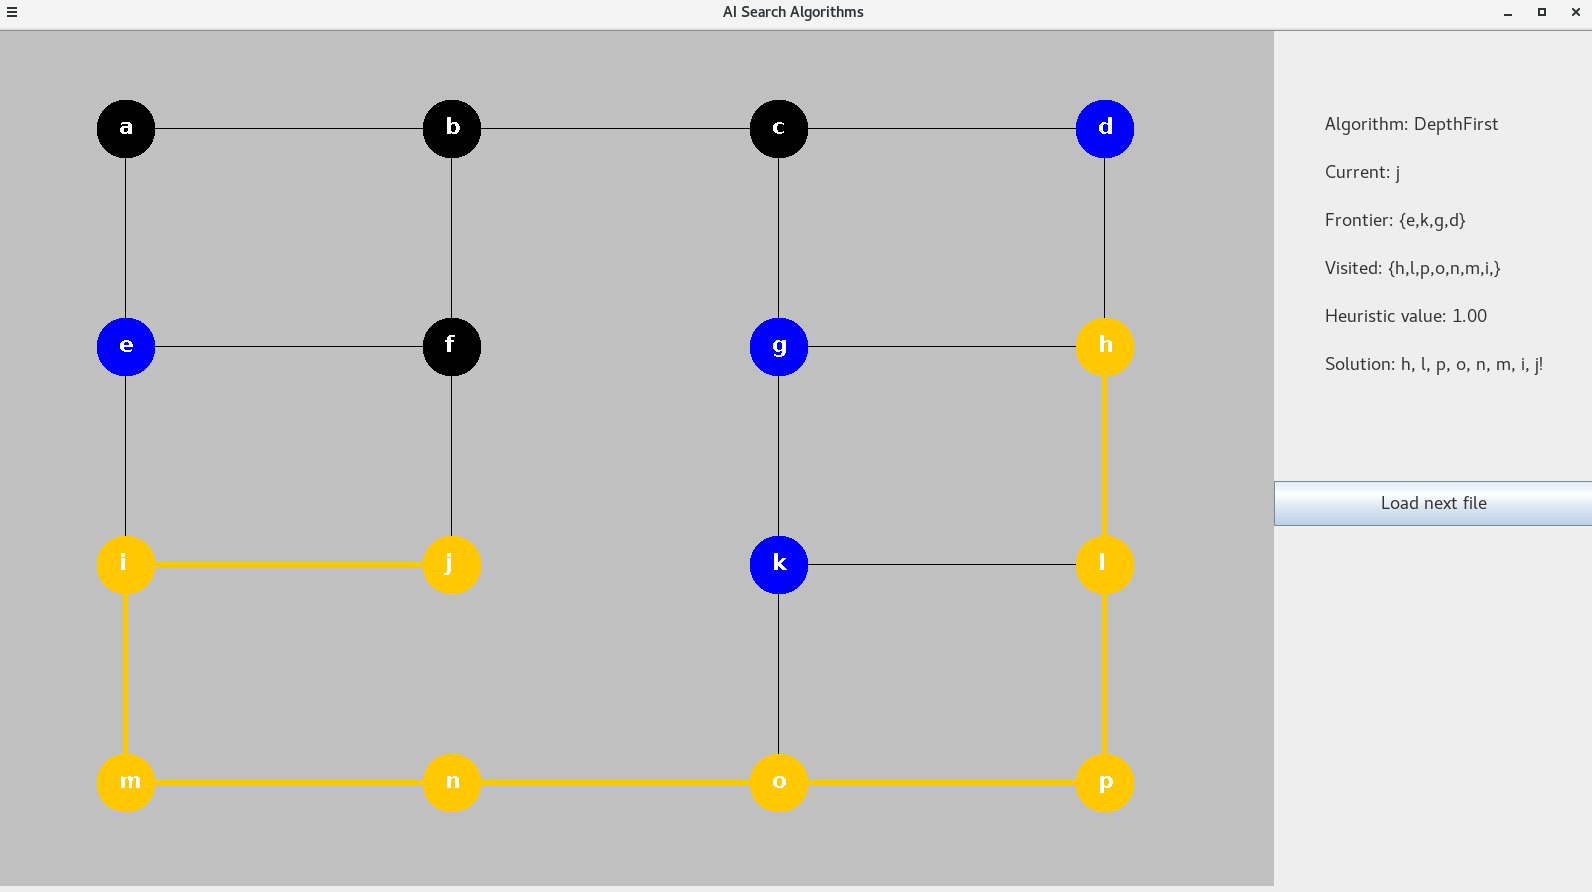 AI Search Algorithms
a b c d
e f g h
i j k l
m n o p
Algorithm: DepthFirst
Current: j
Frontier: {e,k,g,d}
Visited: {h,l,p,o,n,m,i,}
Heuristic value: 1.00
Solution: h, l, p, o, n, m, i, j!
Load next file